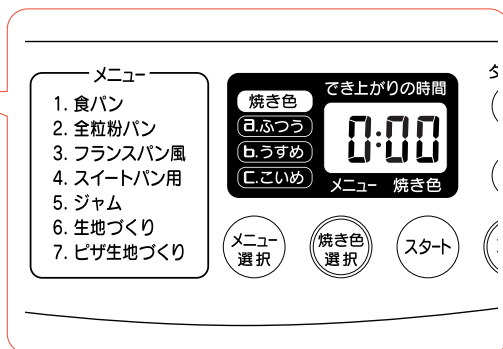 メニュー
1. 食パン
2. 全粒粉パン
3. フランスパン風
4. スイートパン用
5. ジャム
6. 生地づくり
7. ピザ生地づくり
焼き色
a.ふつう
b.うすめ
c.こいめ
でき上がりの時間
0:00
メニュー 焼き色
メニュー
選択
焼き色
選択
スタート